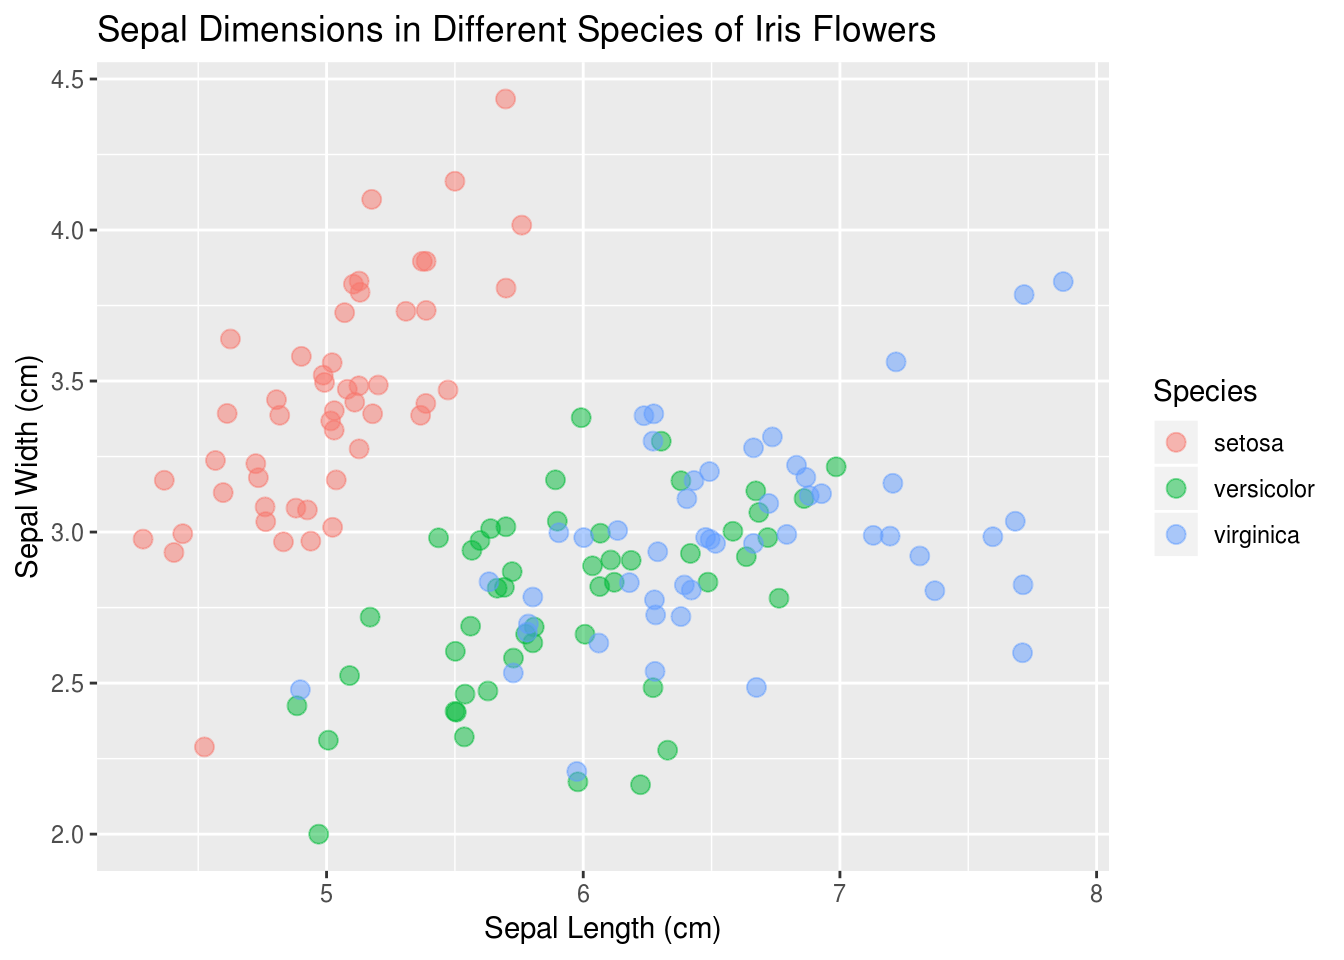 Sepal Dimensions in Different Species of Iris Flowers
4.5
4.0
3.5
3.0
2.5
2.0
Sepal Width (cm)
5 6 7 8
Sepal Length (cm)
Species
setosa
versicolor
virginica